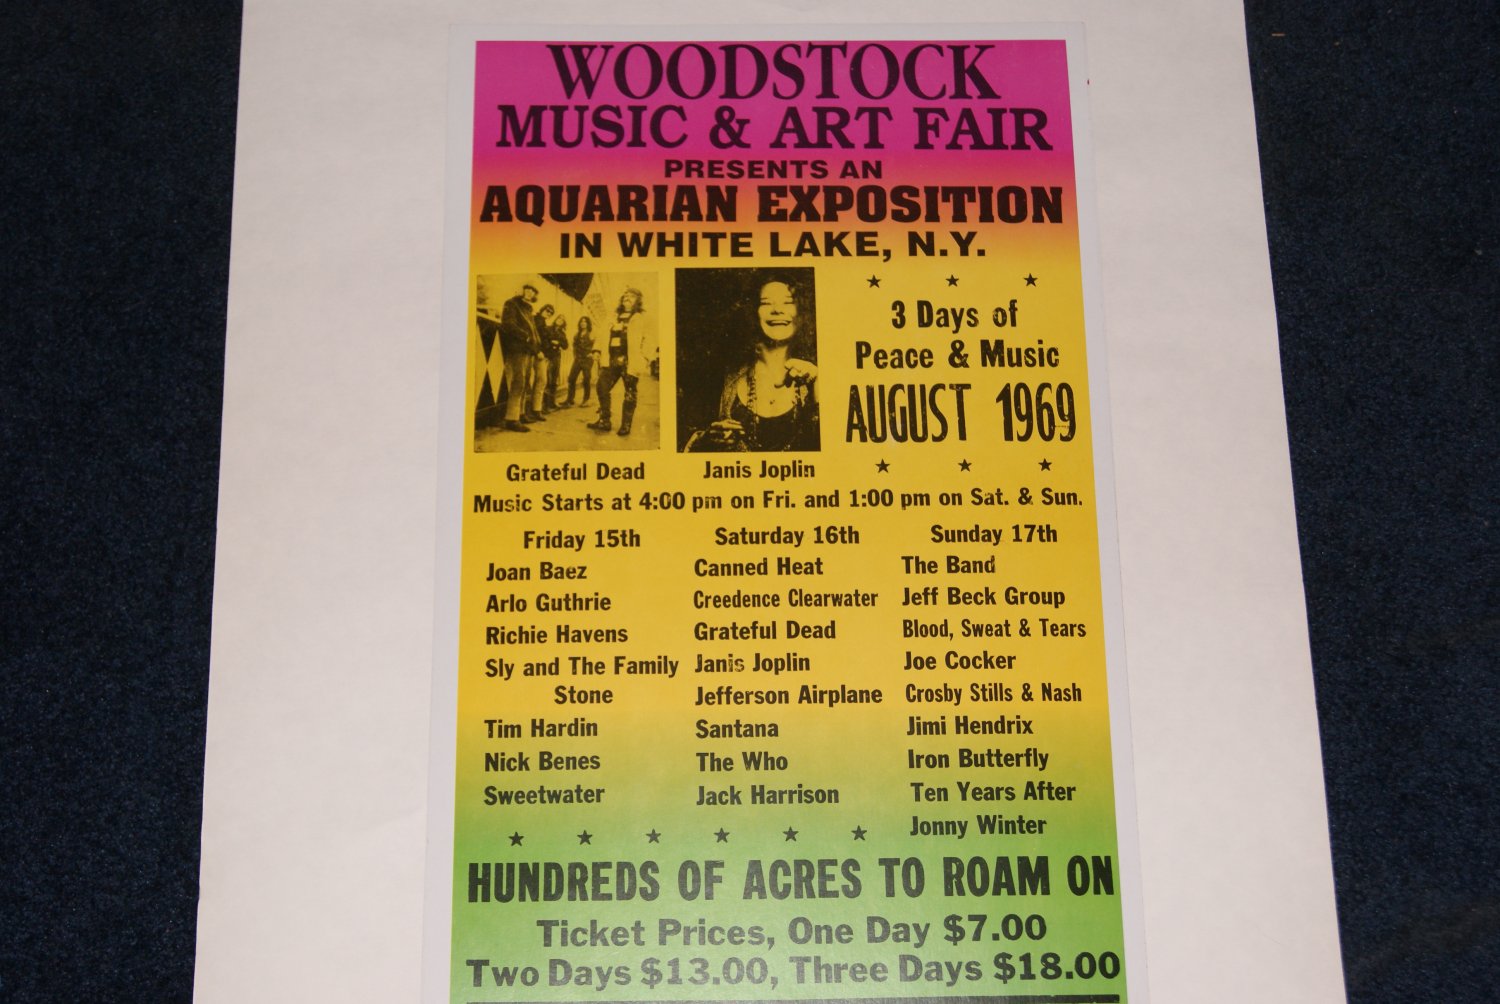 WOODSTOCK
MUSIC & ART FAIR
PRESENTS AN
AQUARIAN EXPOSITION
IN WHITE LAKE, N.Y.
3 Days of
Peace & Music
AUGUST 1969
Grateful Dead
Janis Joplin
Music Starts at 4:00 pm on Fri. and 1:00 pm on Sat. & Sun.
Friday 15th
Joan Baez
Arlo Guthrie
Richie Havens
Sly and The Family
Stone
Tim Hardin
Nick Benes
Sweetwater
Saturday 16th
Canned Heat
Creedence Clearwater
Grateful Dead
Janis Joplin
Jefferson Airplane
Santana
The Who
Jack Harrison
Sunday 17th
The Band
Jeff Beck Group
Blood, Sweat & Tears
Joe Cocker
Crosby Stills & Nash
Jimi Hendrix
Iron Butterfly
Ten Years After
Jonny Winter
HUNDREDS OF ACRES TO ROAM ON
Ticket Prices, One Day $7.00
Two Days $13.00, Three Days $18.00